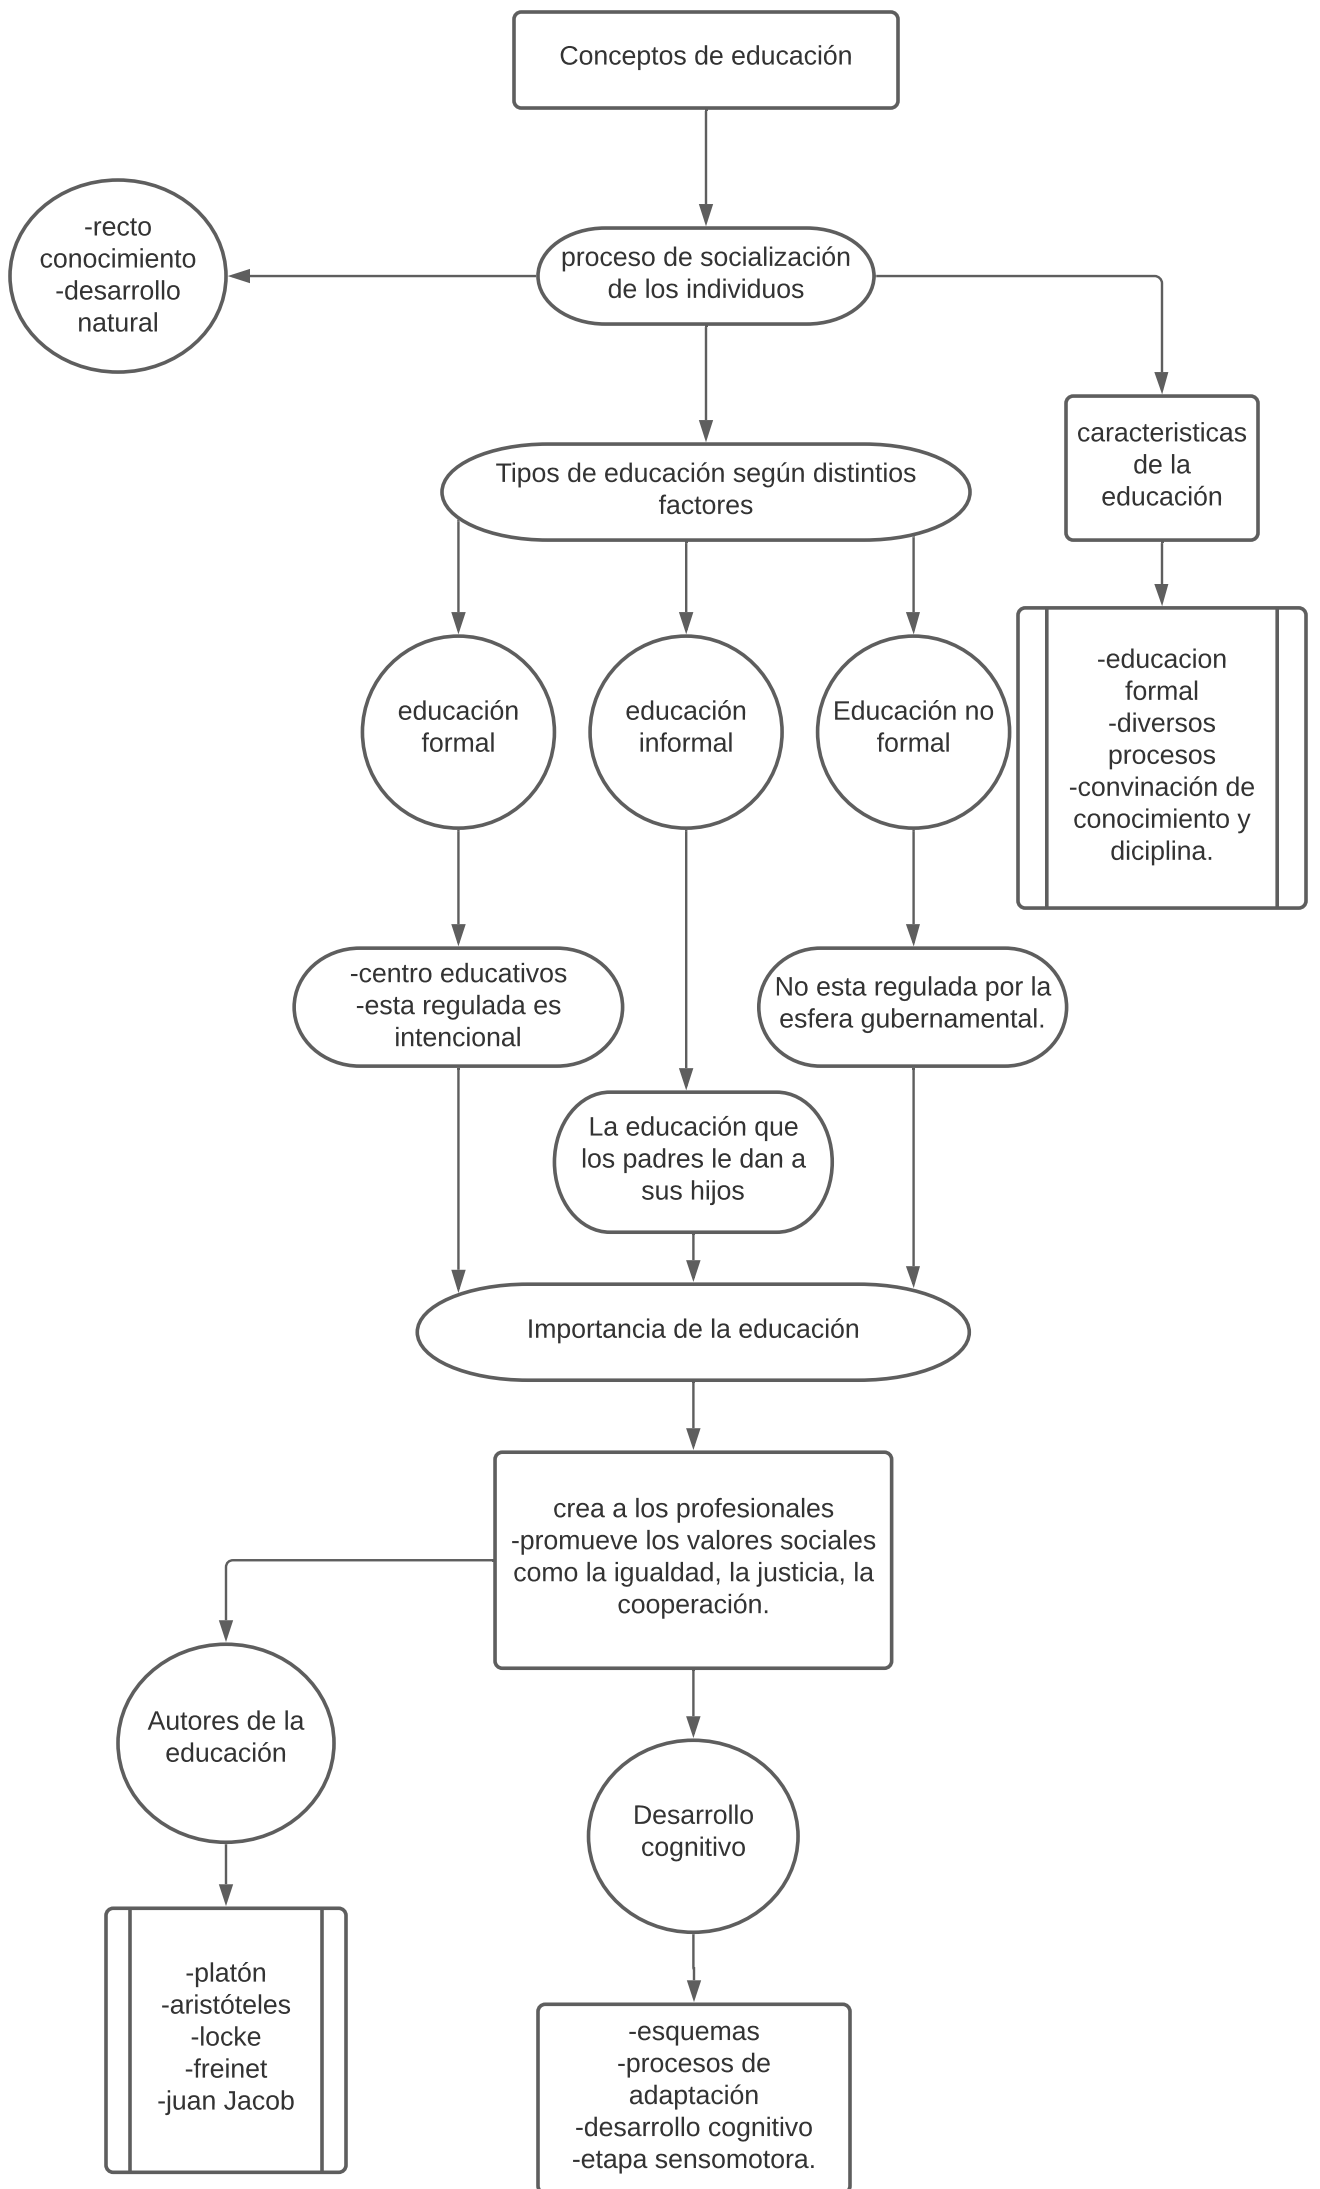 Conceptos de educación
-recto
conocimiento
-desarrollo
natural
proceso de socialización
de los individuos
caracteristicas
de la
educación
Tipos de educación según distintios
factores
-educacion
formal
-diversos
procesos
-convinación de
conocimiento y
diciplina.
educación
formal
educación
informal
Educación no
formal
-centro educativos
-esta regulada es
intencional
No esta regulada por la
esfera gubernamental.
La educación que
los padres le dan a
sus hijos
Importancia de la educación
crea a los profesionales
-promueve los valores sociales
como la igualdad, la justicia, la
cooperación.
Autores de la
educación
Desarrollo
cognitivo
-platón
-aristóteles
-locke
-freinet
-juan Jacob
-esquemas
-procesos de
adaptación
-desarrollo cognitivo
-etapa sensomotora.